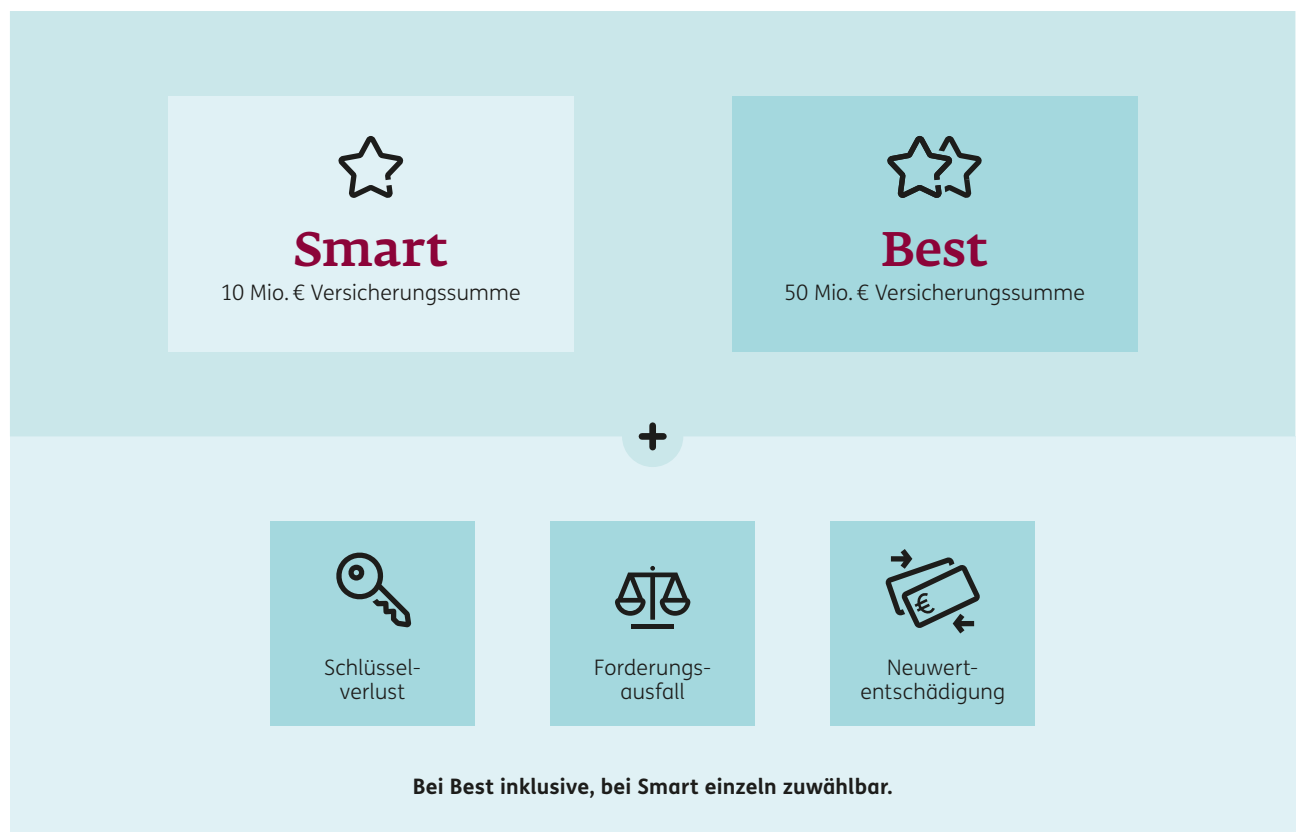 Smart
10 Mio. € Versicherungssumme
Best
50 Mio. € Versicherungssumme
+
Schlüssel-
verlust
Forderungs-
ausfall
€
Neuwert-
entschädigung
Bei Best inklusive, bei Smart einzeln zuwählbar.